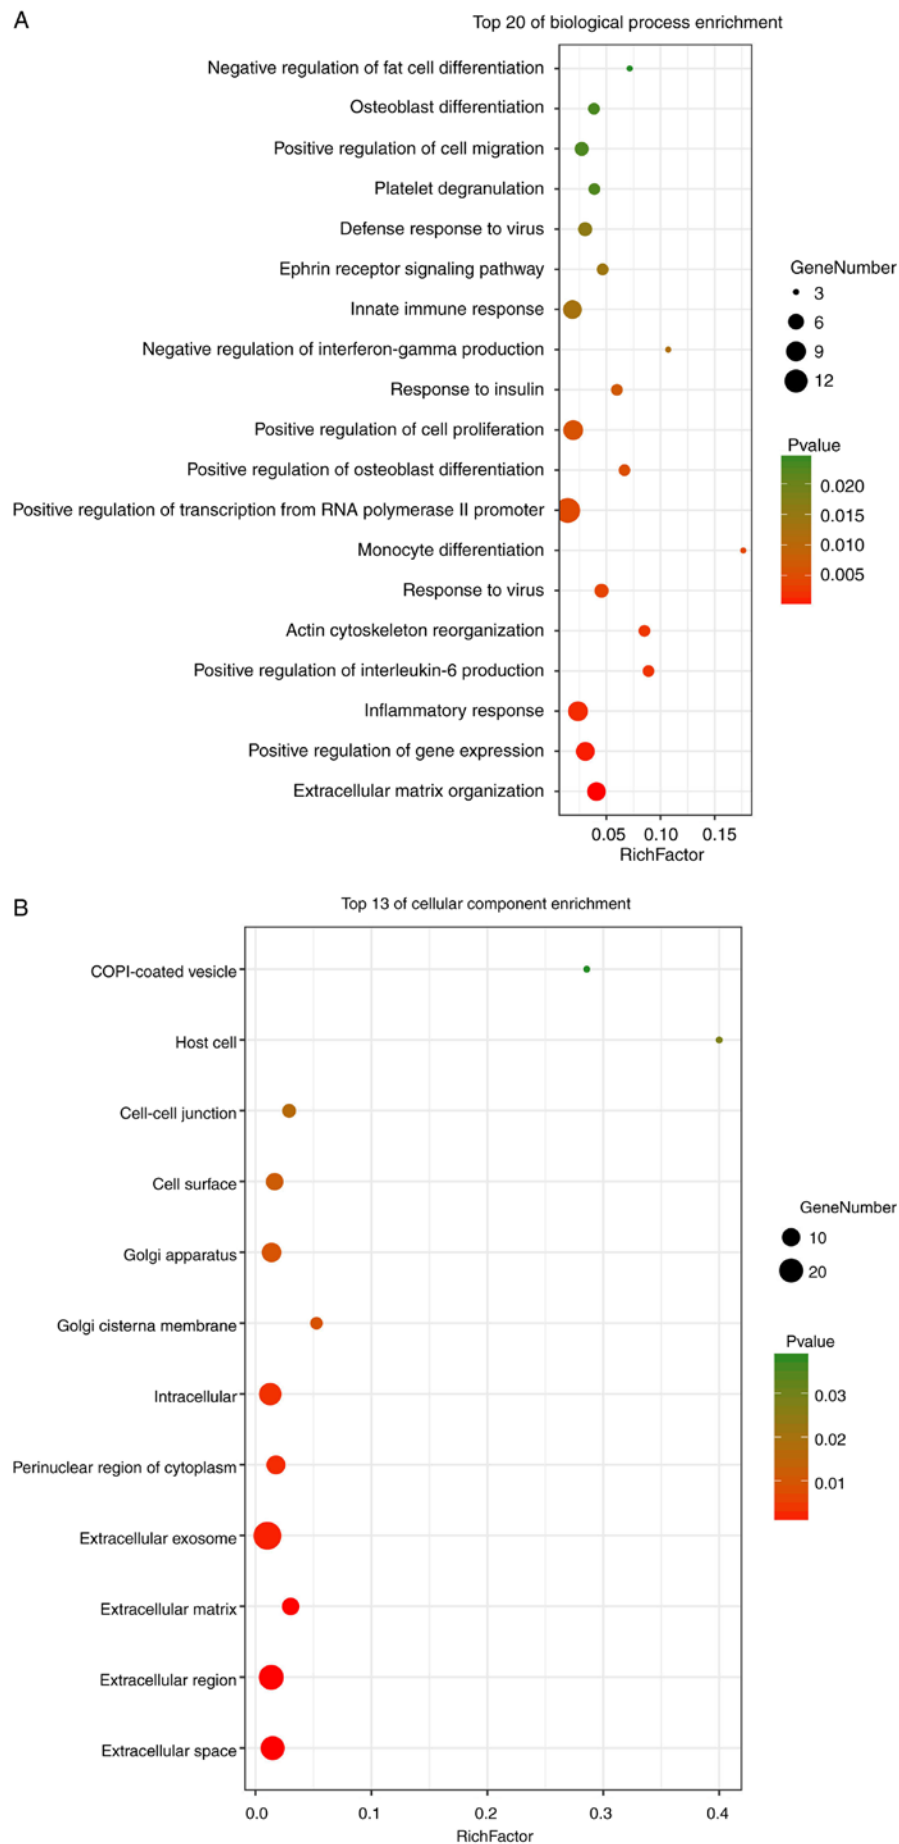 A
Top 20 of biological process enrichment
Negative regulation of fat cell differentiation
Osteoblast differentiation
Positive regulation of cell migration
Platelet degranulation
Defense response to virus
Ephrin receptor signaling pathway
Innate immune response
Negative regulation of interferon-gamma production
Response to insulin
Positive regulation of cell proliferation
Positive regulation of osteoblast differentiation
Positive regulation of transcription from RNA polymerase II promoter
Monocyte differentiation
Response to virus
Actin cytoskeleton reorganization
Positive regulation of interleukin-6 production
Inflammatory response
Positive regulation of gene expression
Extracellular matrix organization
0.05 0.10 0.15
RichFactor
GeneNumber
3
6
9
12
Pvalue
0.020
0.015
0.010
0.005
B
Top 13 of cellular component enrichment
COPI-coated vesicle
Host cell
Cell-cell junction
Cell surface
Golgi apparatus
Golgi cisterna membrane
Intracellular
Perinuclear region of cytoplasm
Extracellular exosome
Extracellular matrix
Extracellular region
Extracellular space
0.0 0.1 0.2 0.3 0.4
RichFactor
GeneNumber
10
20
Pvalue
0.03
0.02
0.01